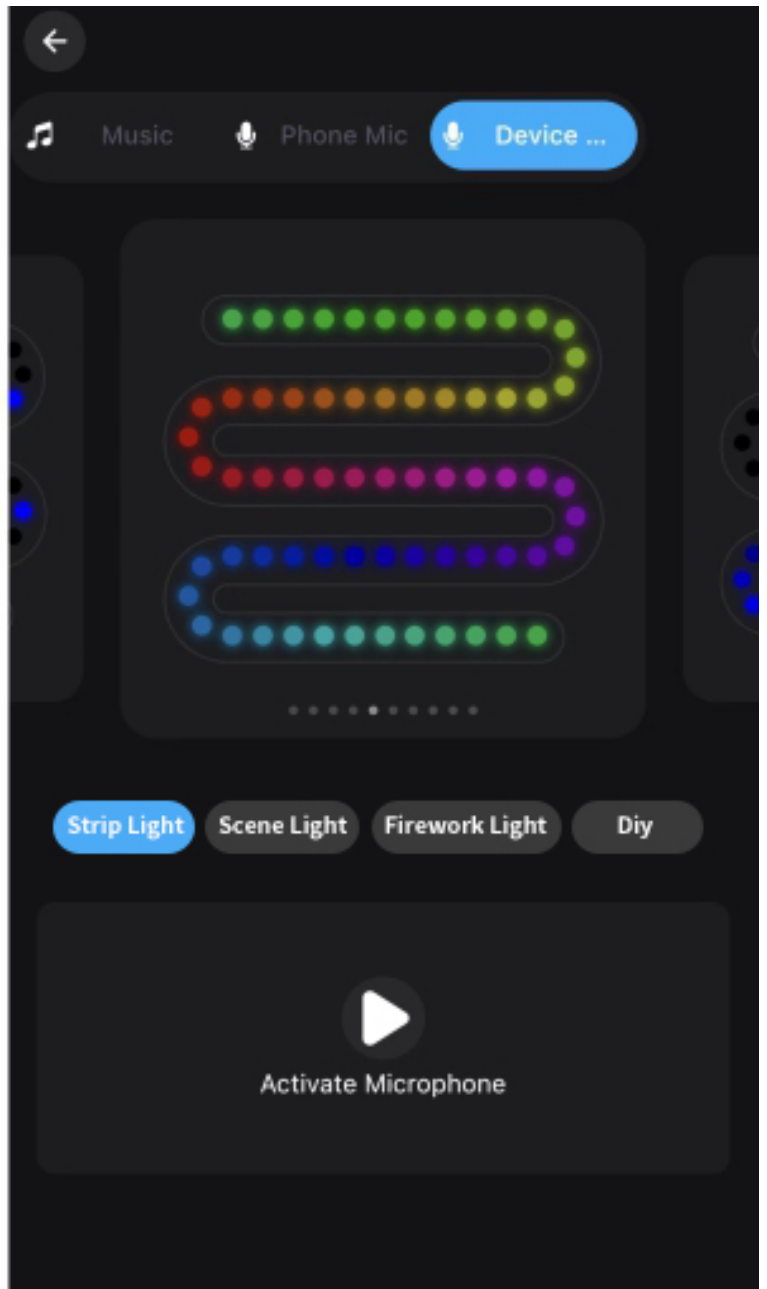 Music
Phone Mic
Device ...
Strip Light
Scene Light
Firework Light
Diy
Activate Microphone